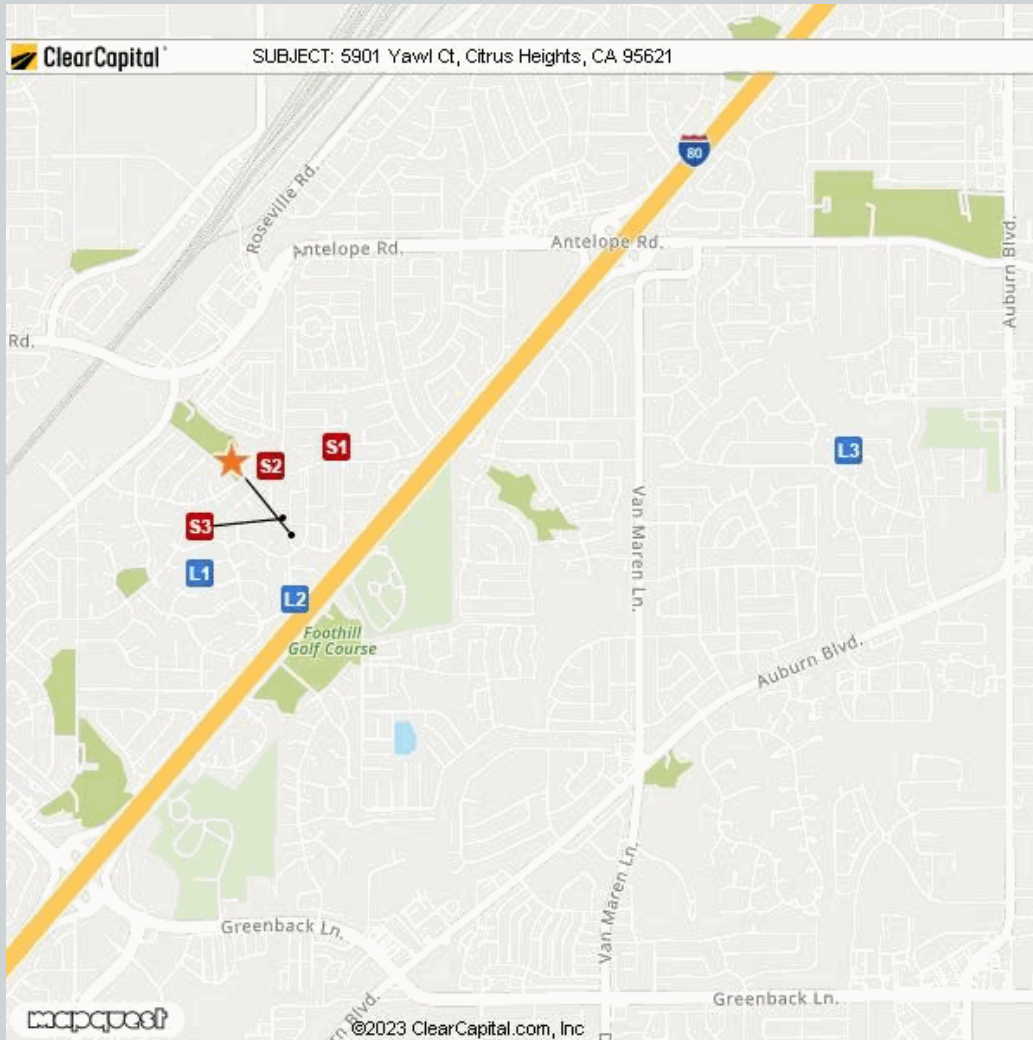 ClearCapital
SUBJECT: 5901 Yawl Ct, Citrus Heights, CA 95621
80
Roseville Rd.
Antelope Rd.
Antelope Rd.
Auburn Blvd.
Rd.
S1
S2
L3
S3
Van Maren Ln.
L1
L2
Foothill
Golf Course
Auburn Blvd.
Van Maren Ln.
Greenback Ln.
Greenback Ln.
rn Blvd.
mapquest
©2023 ClearCapital.com, Inc